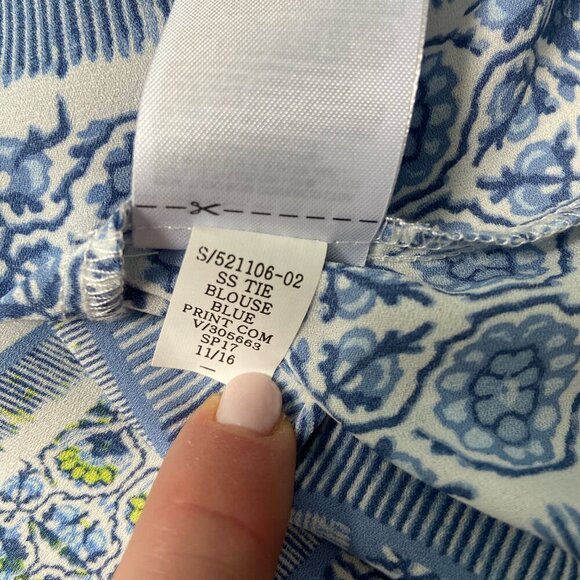 S/521106-02
SS TIE
BLOUSE
BLUE
PRINT COM
V/305663
SP17
11/16